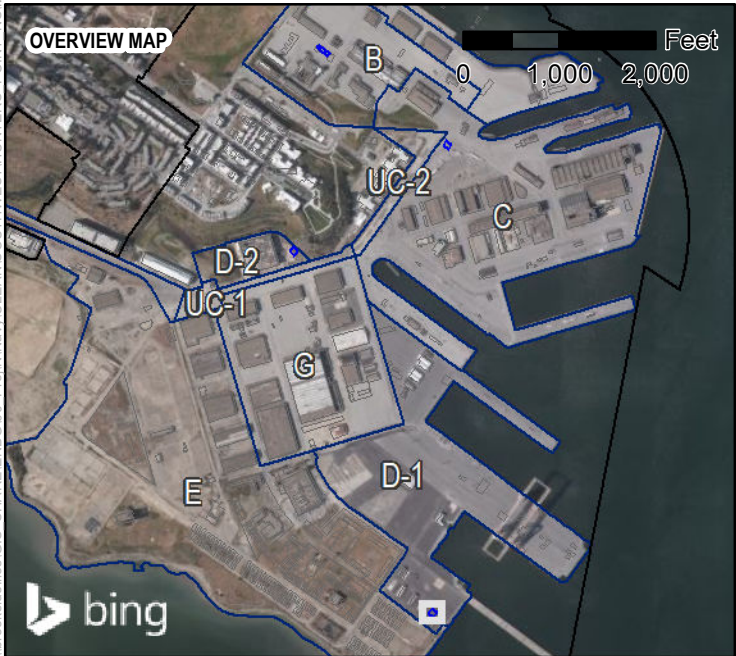 OVERVIEW MAP
Feet
0 1,000 2,000
B
UC-2
C
D-2
UC-1
G
D-1
E
bing